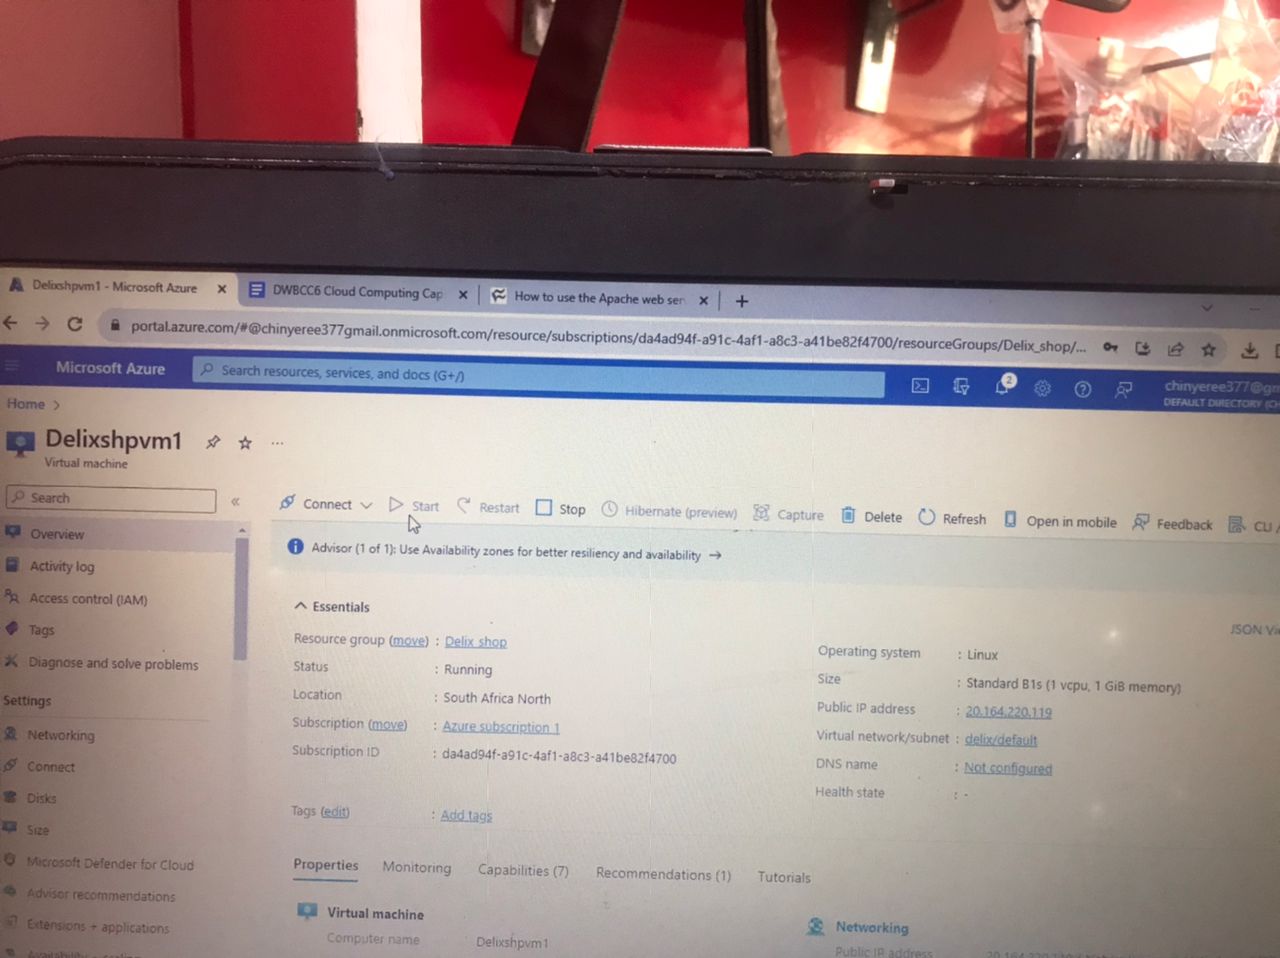 Delixshpvm1 - Microsoft Azure
DWBCC6 Cloud Computing Cap
How to use the Apache web ser
portal.azure.com/#@chinyeree377gmail.onmicrosoft.com/resource/subscriptions/da4ad94f-a91c-4af1-a8c3-a41be82f4700/resourceGroups/Delix_shop/...
Microsoft Azure
Search resources, services, and docs (G+/)
2
chinyeree377@gm
DEFAULT DIRECTORY (CH
Home >
Delixshpvm1
Virtual machine
Search
Connect
Start
Restart
Stop
Hibernate (preview)
Capture
Delete
Refresh
Open in mobile
Feedback
CLI /
Advisor (1 of 1): Use Availability zones for better resiliency and availability →
Overview
Activity log
Access control (IAM)
Tags
Diagnose and solve problems
Settings
Networking
Connect
Disks
Size
Microsoft Defender for Cloud
Advisor recommendations
Extensions + applications
Essentials
JSON Vi
Resource group (move) : Delix shop
Status : Running
Location : South Africa North
Subscription (move) : Azure subscription 1
Subscription ID : da4ad94f-a91c-4af1-a8c3-a41be82f4700
Tags (edit) : Add tags
Operating system : Linux
Size : Standard B1s (1 vcpu, 1 GiB memory)
Public IP address : 20.164.220.119
Virtual network/subnet : delix/default
DNS name : Not configured
Health state : -
Properties
Monitoring
Capabilities (7)
Recommendations (1)
Tutorials
Virtual machine
Computer name Delixshpvm1
Networking
Public IP address